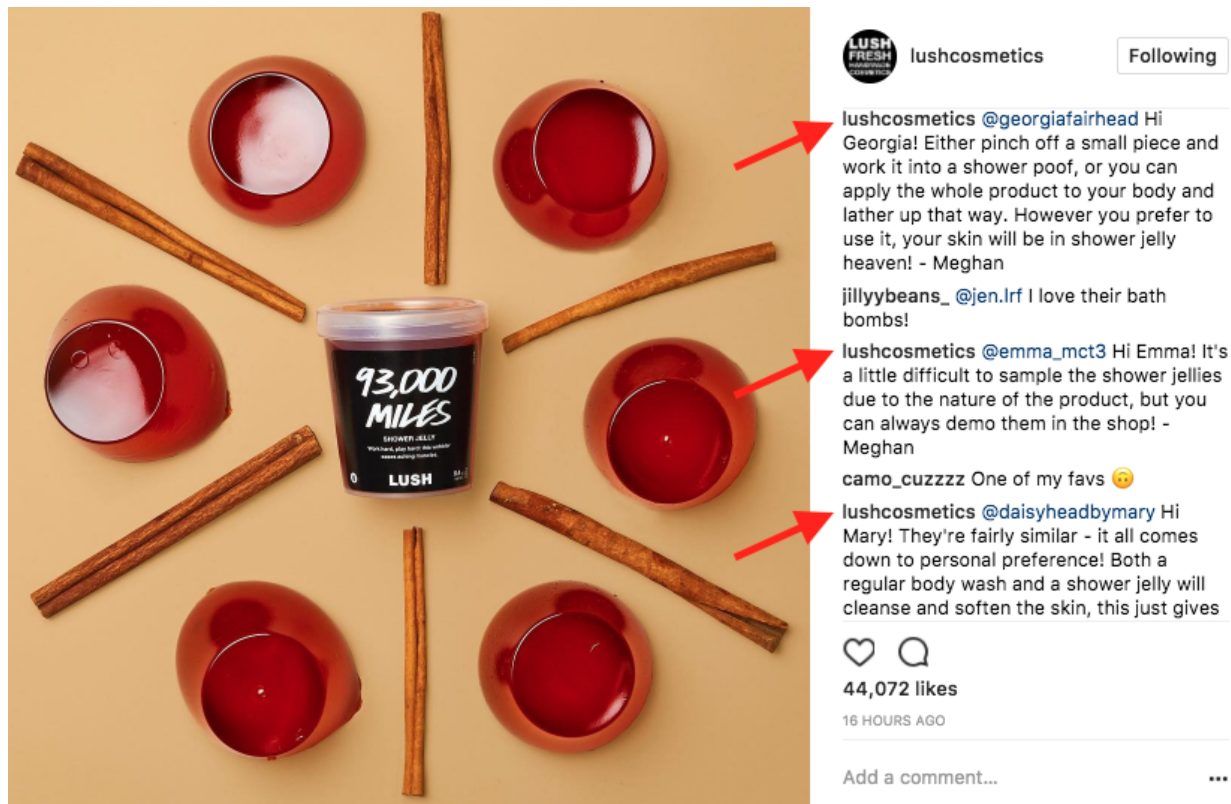 93,000
MILES
SHOWER JELLY
LUSH
LUSH
FRESH
HANDMADE
COSMETICS
lushcosmetics
Following
lushcosmetics @georgiafairhead Hi
Georgia! Either pinch off a small piece and
work it into a shower poof, or you can
apply the whole product to your body and
lather up that way. However you prefer to
use it, your skin will be in shower jelly
heaven! - Meghan
jillyybeans_ @jen.lrf I love their bath
bombs!
lushcosmetics @emma_mct3 Hi Emma! It's
a little difficult to sample the shower jellies
due to the nature of the product, but you
can always demo them in the shop! -
Meghan
camo_cuzzzz One of my favs 🙃
lushcosmetics @daisyheadbymary Hi
Mary! They're fairly similar - it all comes
down to personal preference! Both a
regular body wash and a shower jelly will
cleanse and soften the skin, this just gives
44,072 likes
16 HOURS AGO
Add a comment...